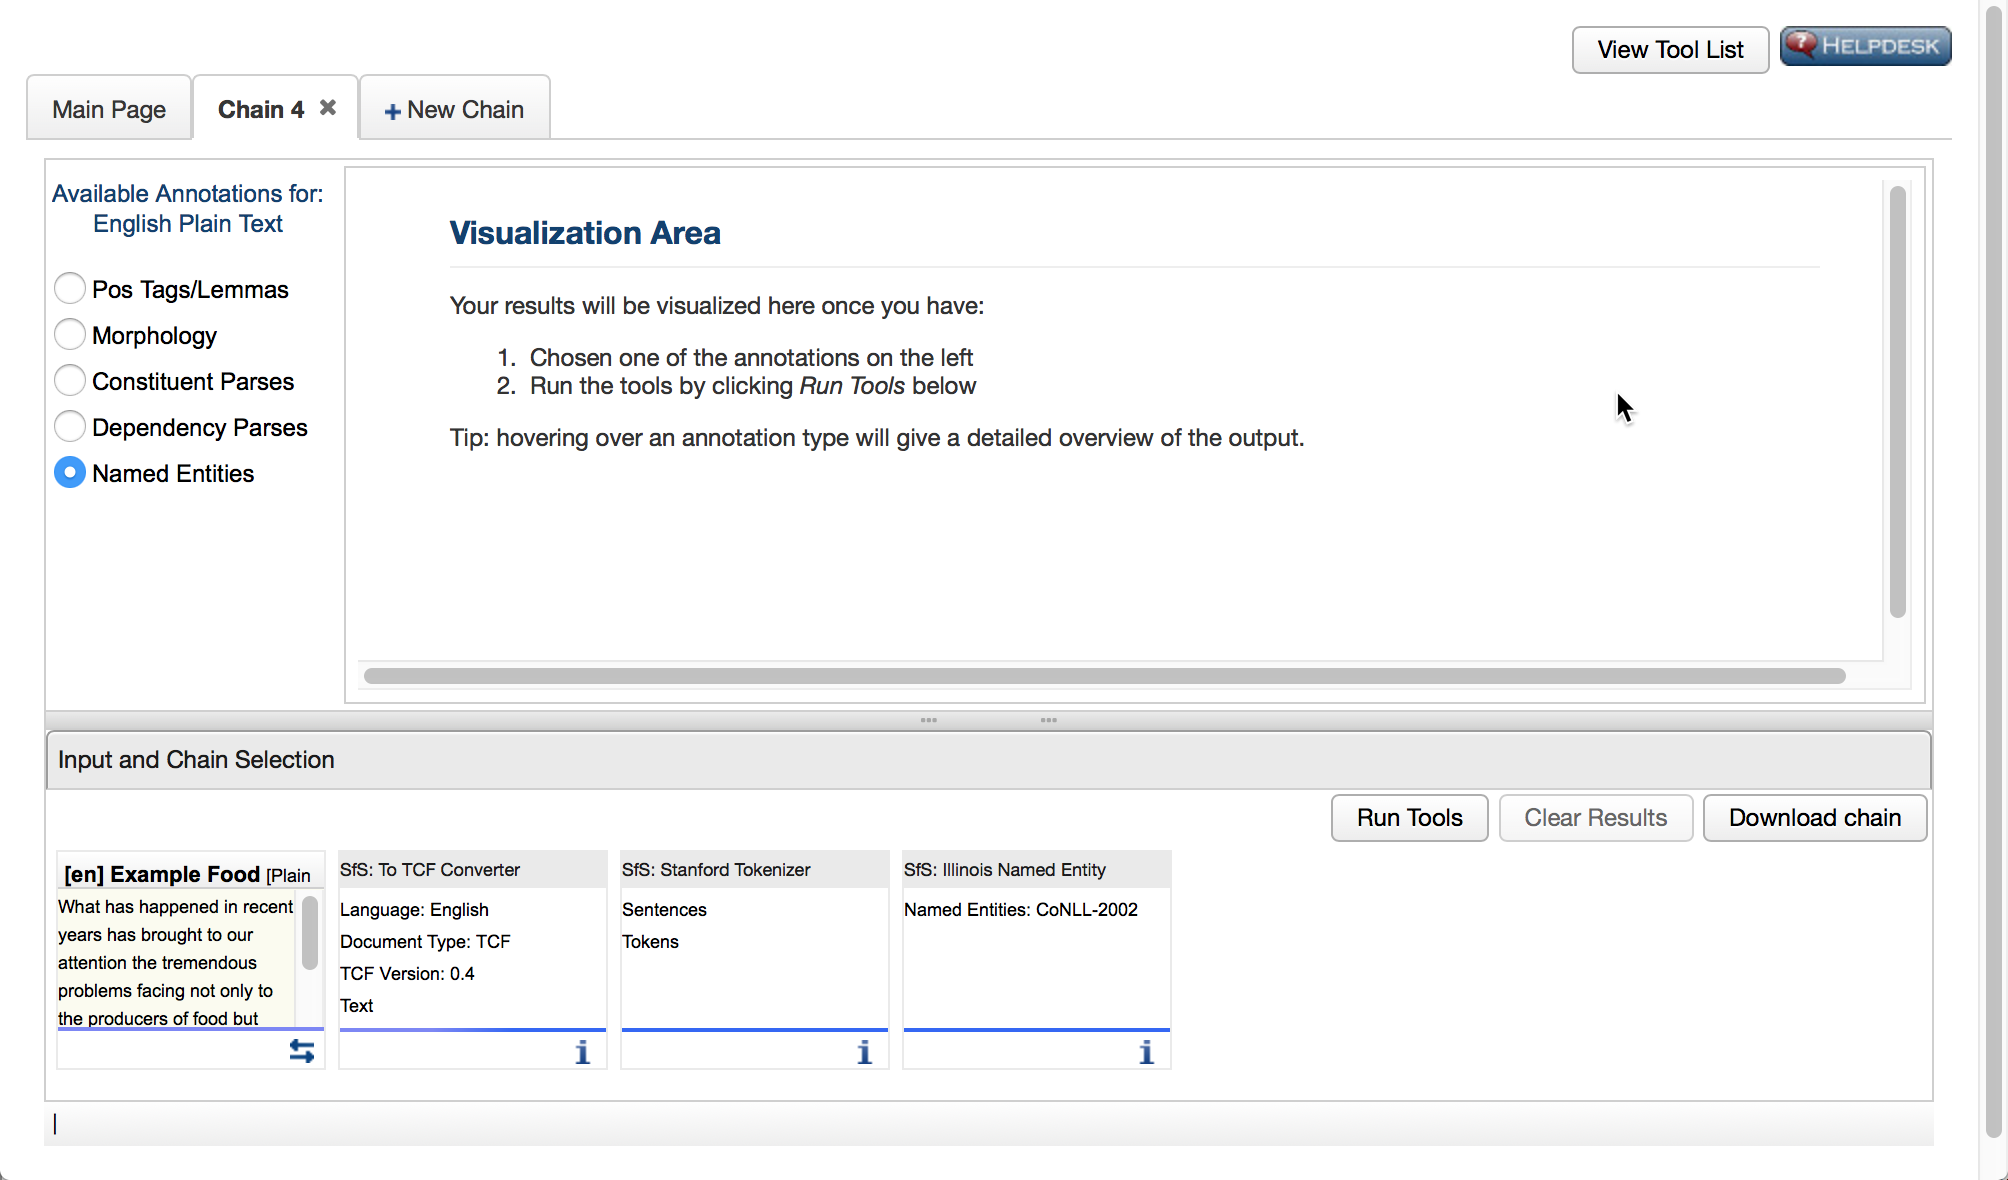 View Tool List
HELPDESK
Main Page
Chain 4
New Chain
Available Annotations for:
English Plain Text
Pos Tags/Lemmas
Morphology
Constituent Parses
Dependency Parses
Named Entities
Visualization Area
Your results will be visualized here once you have:
1. Chosen one of the annotations on the left
2. Run the tools by clicking Run Tools below
Tip: hovering over an annotation type will give a detailed overview of the output.
Input and Chain Selection
Run Tools
Clear Results
Download chain
[en] Example Food [Plain
What has happened in recent
years has brought to our
attention the tremendous
problems facing not only to
the producers of food but
SfS: To TCF Converter
Language: English
Document Type: TCF
TCF Version: 0.4
Text
SfS: Stanford Tokenizer
Sentences
Tokens
SfS: Illinois Named Entity
Named Entities: CoNLL-2002